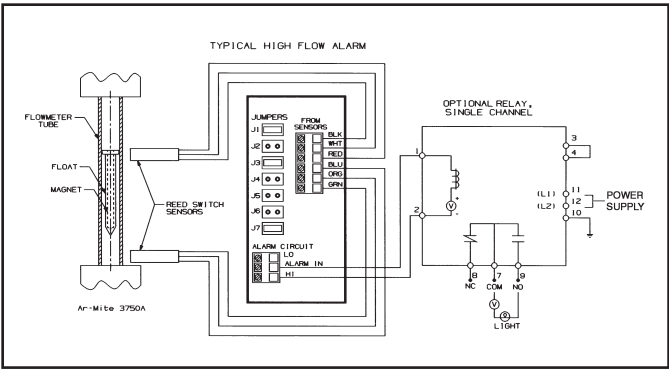 TYPICAL HIGH FLOW ALARM
FLOWMETER
TUBE
FLOAT
MAGNET
REED SWITCH
SENSORS
Ar-Mite 3750A
JUMPERS
J1
J2
J3
J4
J5
J6
J7
FROM
SENSORS
BLK
WHT
RED
BLU
ORG
GRN
ALARM CIRCUIT
LO
ALARM IN
HI
OPTIONAL RELAY,
SINGLE CHANNEL
1
2
+
V
-
3
4
(L1) 11
(L2) 12
10
POWER
SUPPLY
8 7 9
NC COM NO
V
LIGHT